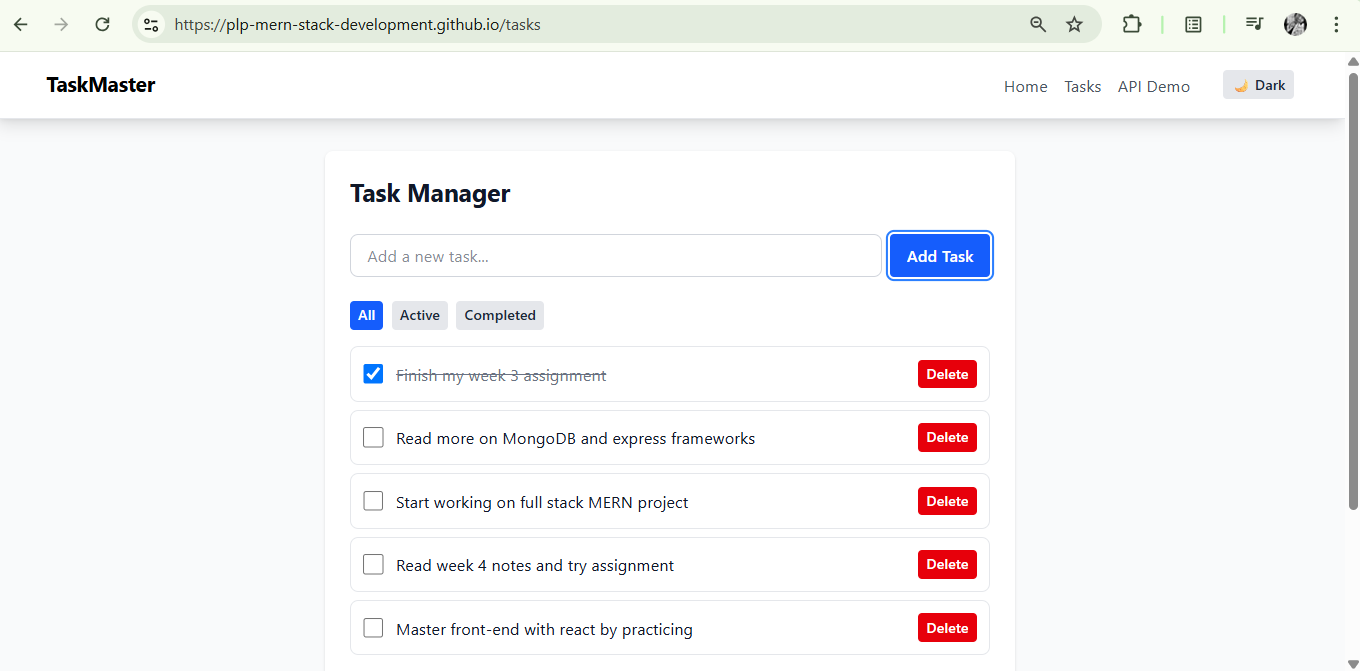 https://plp-mern-stack-development.github.io/tasks
TaskMaster
Home Tasks API Demo Dark
Task Manager
Add a new task...
Add Task
All Active Completed
Finish my week 3 assignment Delete
Read more on MongoDB and express frameworks Delete
Start working on full stack MERN project Delete
Read week 4 notes and try assignment Delete
Master front-end with react by practicing Delete